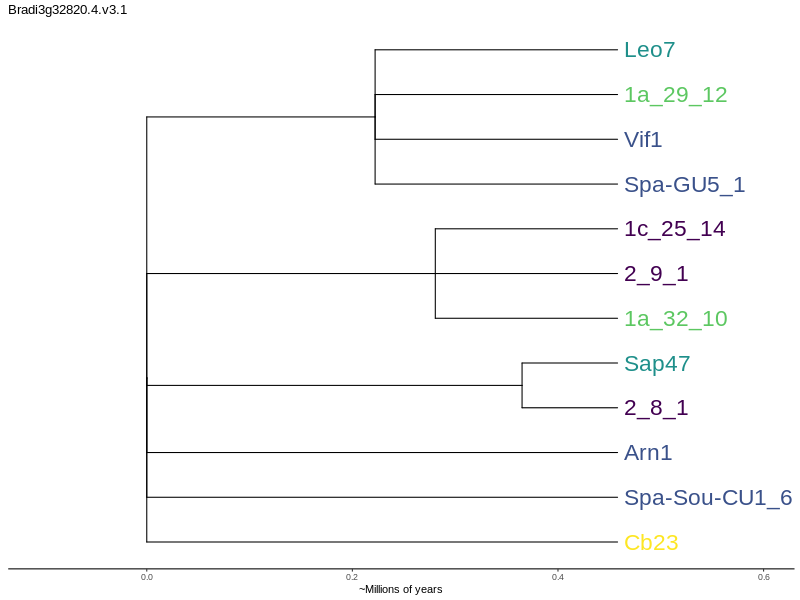 Bradi3g32820.4.v3.1
Leo7
1a_29_12
Vif1
Spa-GU5_1
1c_25_14
2_9_1
1a_32_10
Sap47
2_8_1
Arn1
Spa-Sou-CU1_6
Cb23
0.0 0.2 0.4 0.6
~Millions of years